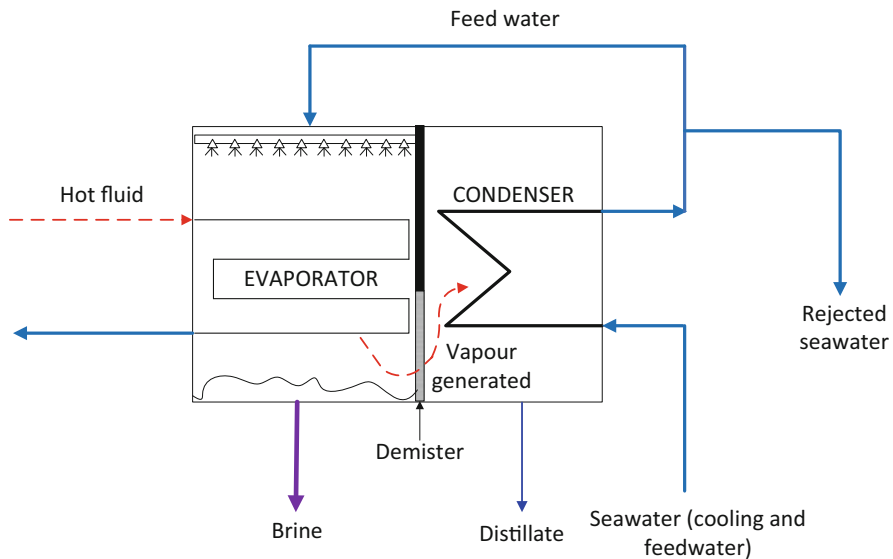 Feed water
Hot fluid
CONDENSER
EVAPORATOR
Rejected
seawater
Vapour
generated
Demister
Brine
Distillate
Seawater (cooling and
feedwater)